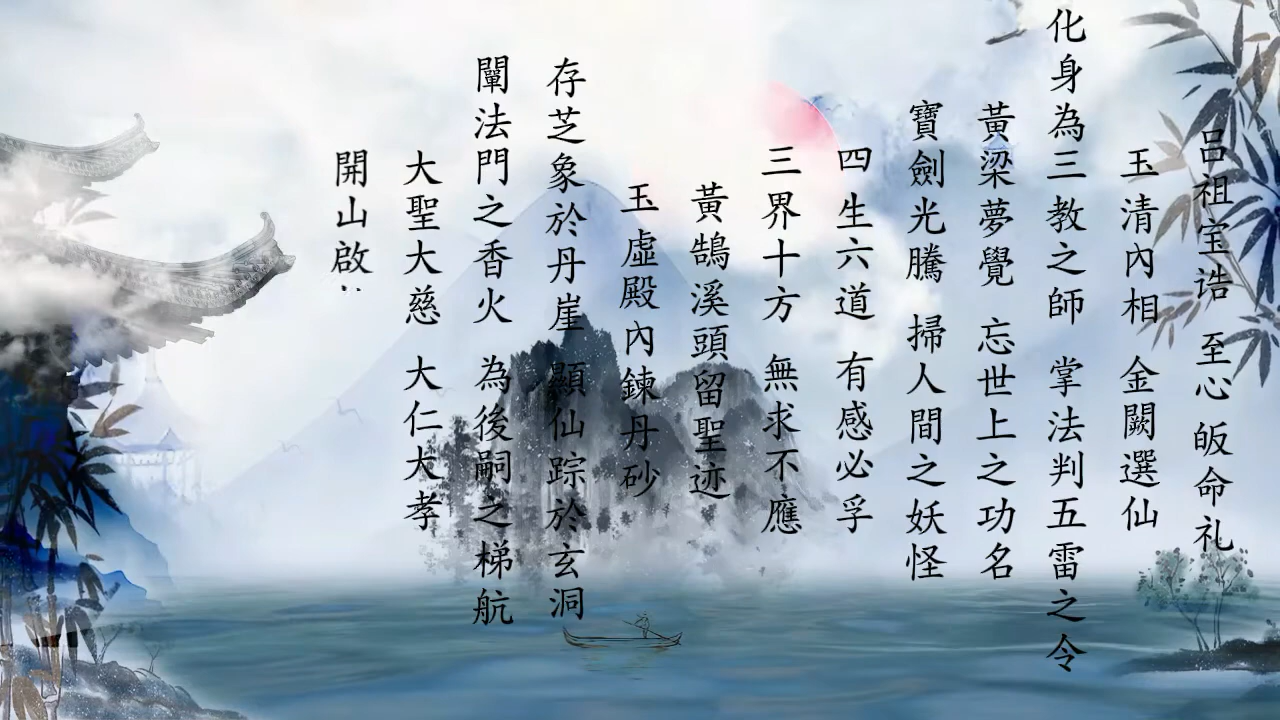 吕祖宝诰 至心 皈命礼
玉清內相 金闕選仙
化身為三教之師 掌法判五雷之令
黃梁夢覺 忘世上之功名
寶劍光騰 掃人間之妖怪
四生六道 有感必孚
三界十方 無求不應
黃鵠溪頭留聖迹
玉虛殿內鍊丹砂
存芝象於丹崖 顯仙踪於玄洞
闡法門之香火 為後嗣之梯航
大聖大慈 大仁大孝
開山啟